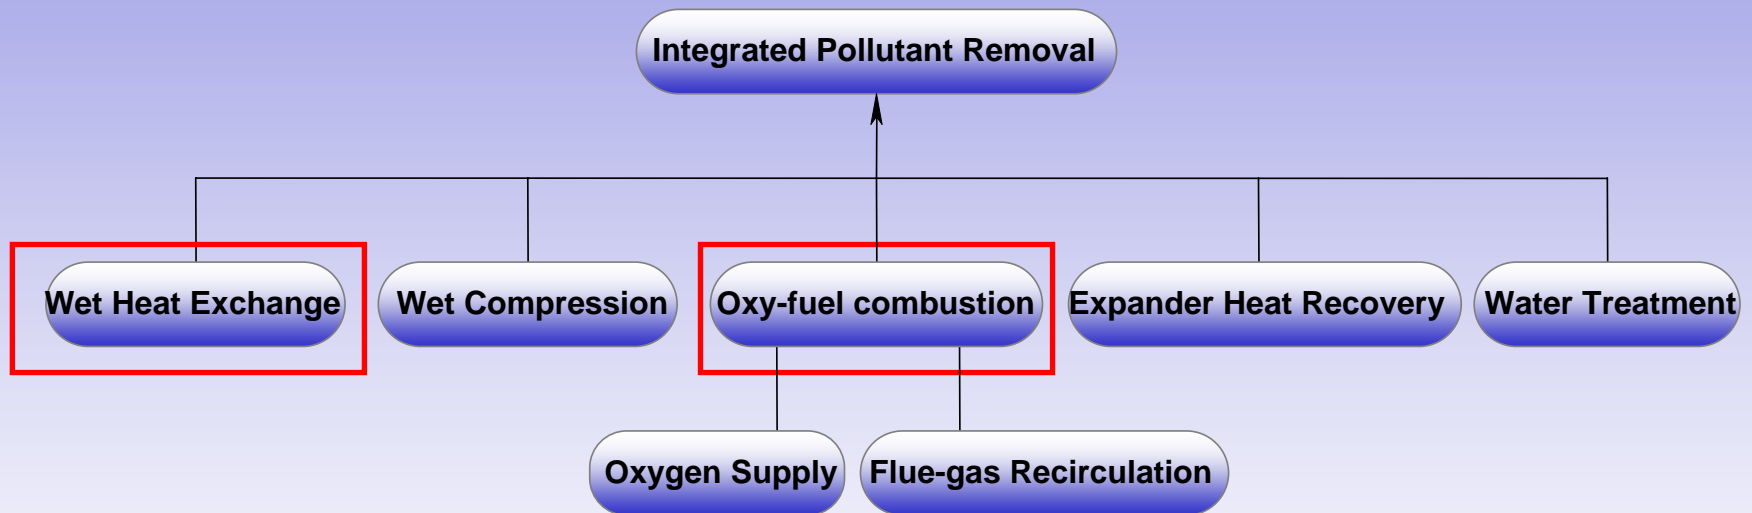 Integrated Pollutant Removal
Wet Heat Exchange
Wet Compression
Oxy-fuel combustion
Expander Heat Recovery
Water Treatment
Oxygen Supply
Flue-gas Recirculation